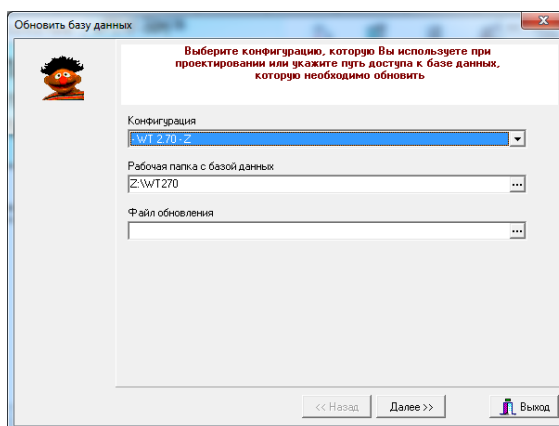 Обновить базу данных
Выберите конфигурацию, которую Вы используете при
проектировании или укажите путь доступа к базе данных,
которую необходимо обновить
Конфигурация
- WT 2.70 - Z
Рабочая папка с базой данных
Z:\WT270
...
Файл обновления
...
<< Назад
Далее >>
Выход